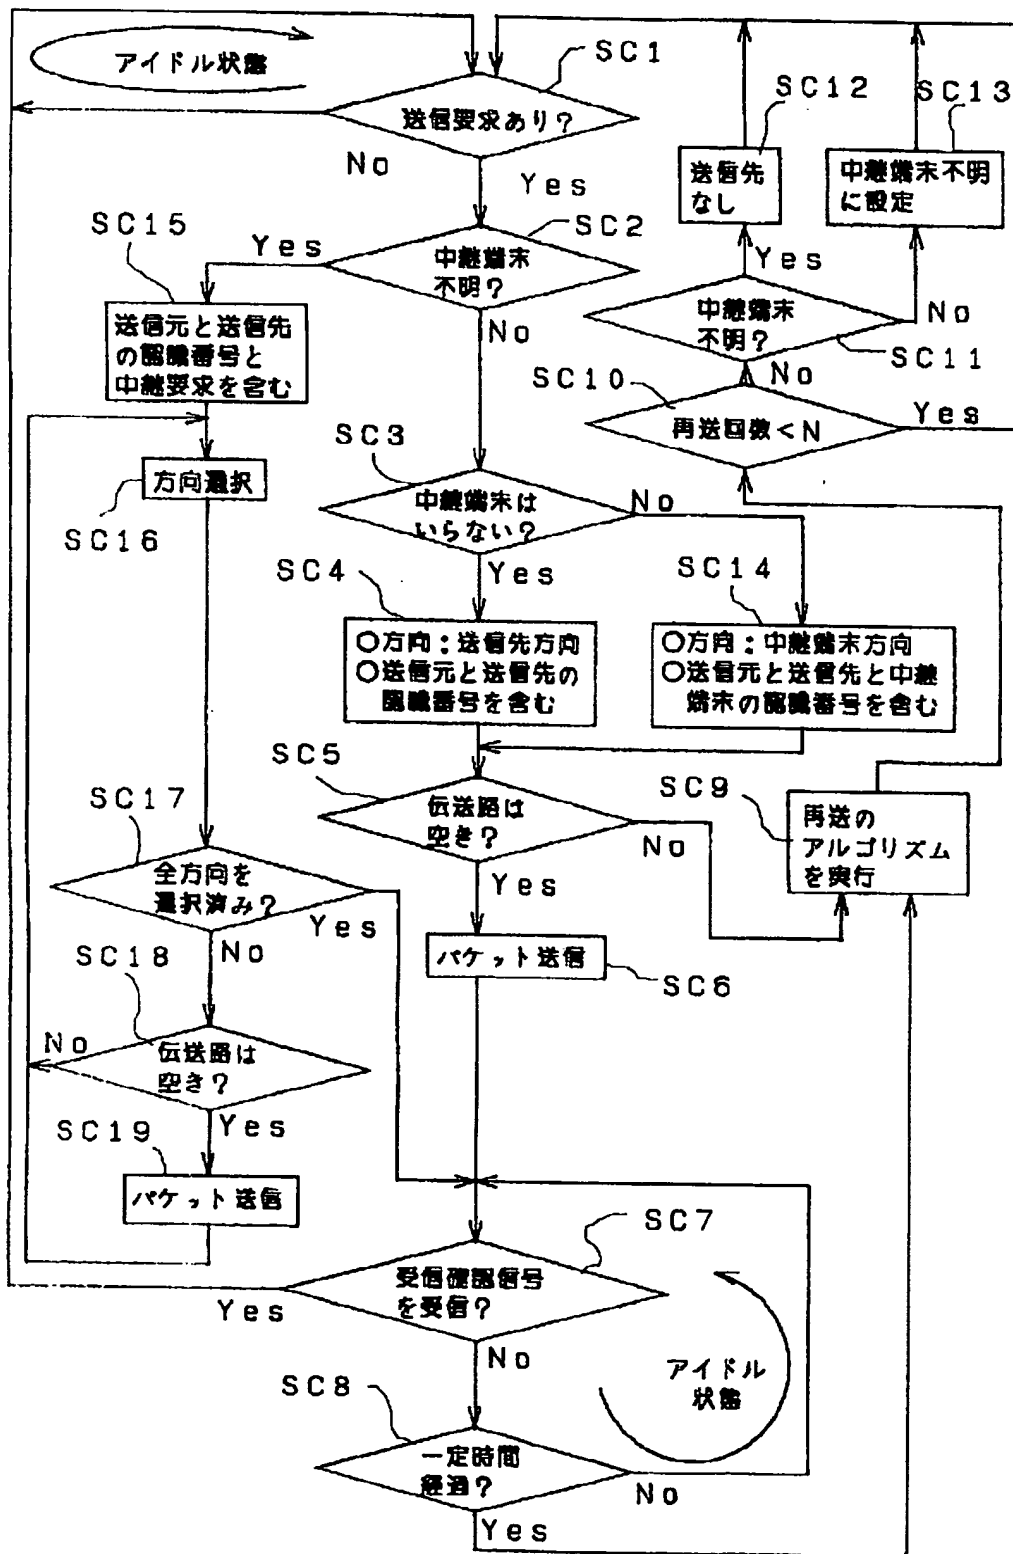 アイドル状態
SC1
送信要求あり?
No
Yes
SC12
送信先
なし
SC13
中継端末不明
に設定
SC2
中継端末
不明?
Yes
No
SC15
送信元と送信先
の認識番号と
中継要求を含む
Yes
中継端末
不明?
No
SC11
SC10
No
再送回数<N
Yes
SC16
方向選択
SC3
中継端末は
いらない?
No
Yes
SC4
○方向:送信先方向
○送信元と送信先の
認識番号を含む
SC14
○方向:中継端末方向
○送信元と送信先と中継
端末の認識番号を含む
SC5
伝送路は
空き?
No
Yes
SC9
再送の
アルゴリズム
を実行
SC17
全方向を
選択済み?
Yes
No
パケット送信
SC6
SC18
No
伝送路は
空き?
Yes
SC19
パケット送信
SC7
受信確認信号
を受信?
Yes
No
アイドル
状態
SC8
一定時間
経過?
No
Yes